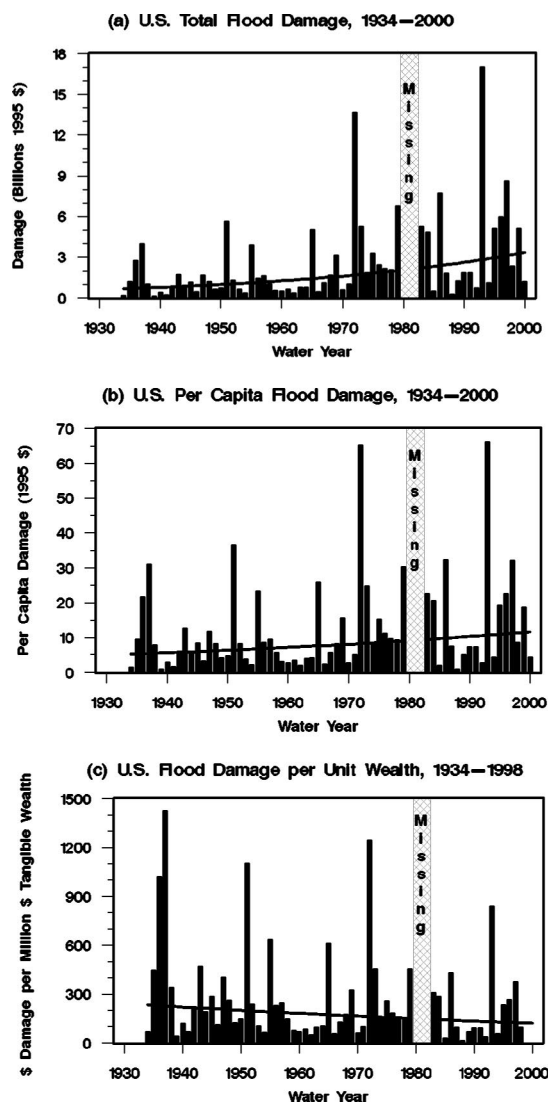 (a) U.S. Total Flood Damage, 1934—2000
Damage (Billions 1995 $)
18
15
12
9
6
3
0
Missing
1930 1940 1950 1960 1970 1980 1990 2000
Water Year
(b) U.S. Per Capita Flood Damage, 1934—2000
Per Capita Damage (1995 $)
70
60
50
40
30
20
10
0
Missing
1930 1940 1950 1960 1970 1980 1990 2000
Water Year
(c) U.S. Flood Damage per Unit Wealth, 1934—1998
$ Damage per Million $ Tangible Wealth
1500
1200
900
600
300
0
Missing
1930 1940 1950 1960 1970 1980 1990 2000
Water Year